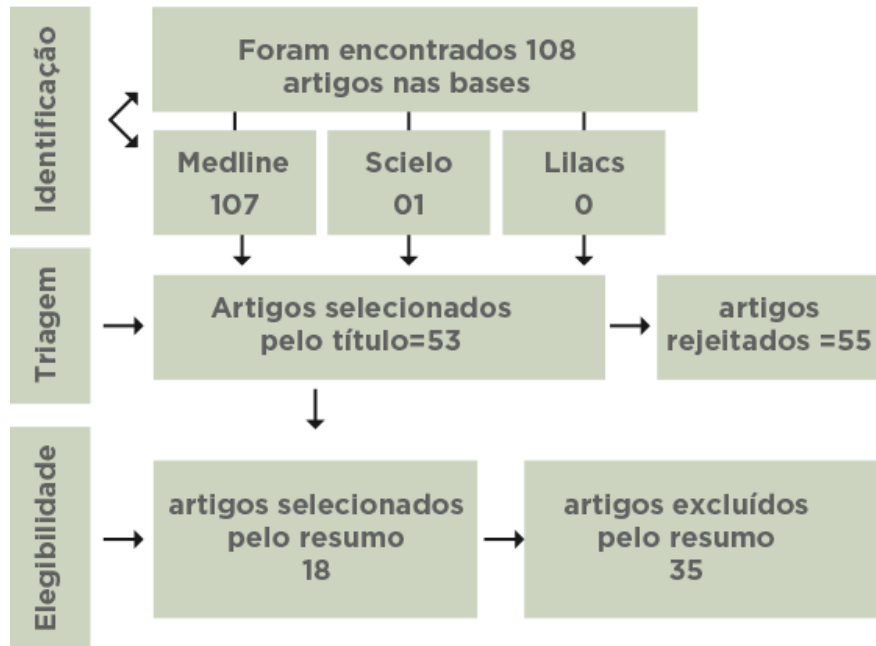 Identificação
Foram encontrados 108
artigos nas bases
Medline
107
Scielo
01
Lilacs
0
Triagem
Artigos selecionados
pelo título=53
artigos
rejeitados =55
Elegibilidade
artigos selecionados
pelo resumo
18
artigos excluídos
pelo resumo
35